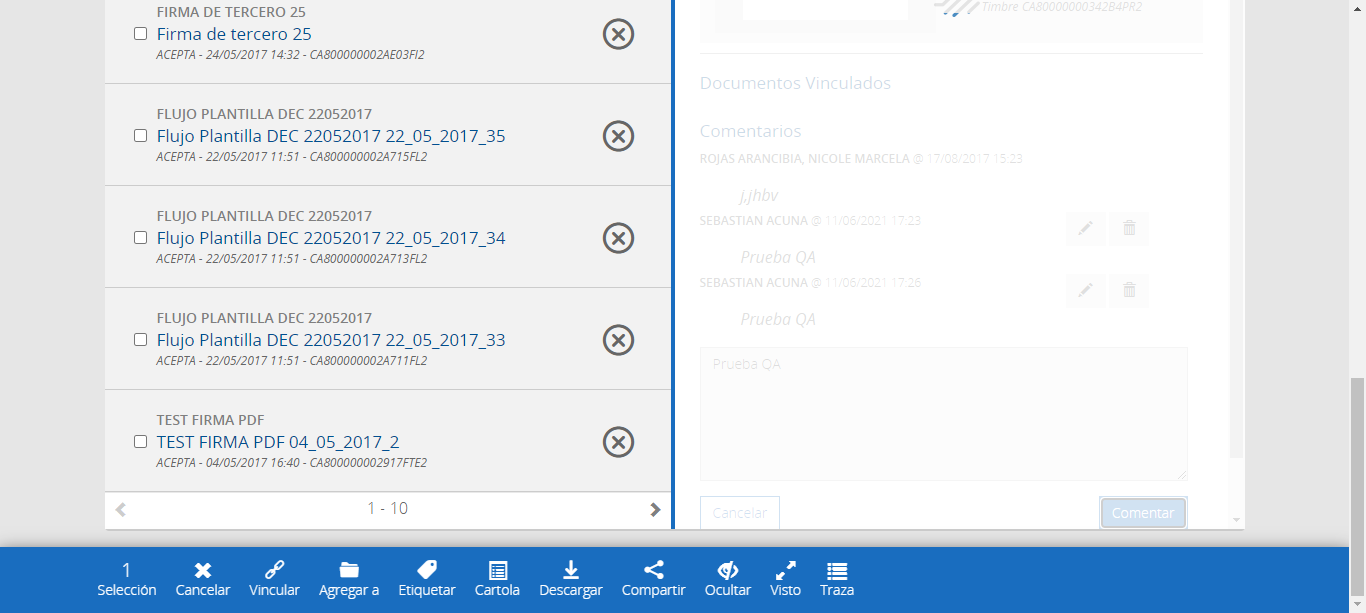 FIRMA DE TERCERO 25
Firma de tercero 25
ACEPTA - 24/05/2017 14:32 - CA800000002AE03FI2
FLUJO PLANTILLA DEC 22052017
Flujo Plantilla DEC 22052017 22_05_2017_35
ACEPTA - 22/05/2017 11:51 - CA800000002A715FL2
FLUJO PLANTILLA DEC 22052017
Flujo Plantilla DEC 22052017 22_05_2017_34
ACEPTA - 22/05/2017 11:51 - CA800000002A713FL2
FLUJO PLANTILLA DEC 22052017
Flujo Plantilla DEC 22052017 22_05_2017_33
ACEPTA - 22/05/2017 11:51 - CA800000002A711FL2
TEST FIRMA PDF
TEST FIRMA PDF 04_05_2017_2
ACEPTA - 04/05/2017 16:40 - CA800000002917FTE2
1 - 10
Timbre CA80000000342B4PR2
Documentos Vinculados
Comentarios
ROJAS ARANCIBIA, NICOLE MARCELA @ 17/08/2017 15:23
j,jhbv
SEBASTIAN ACUNA @ 11/06/2021 17:23
Prueba QA
SEBASTIAN ACUNA @ 11/06/2021 17:26
Prueba QA
Prueba QA
Cancelar Comentar
1
Selección Cancelar Vincular Agregar a Etiquetar Cartola Descargar Compartir Ocultar Visto Traza